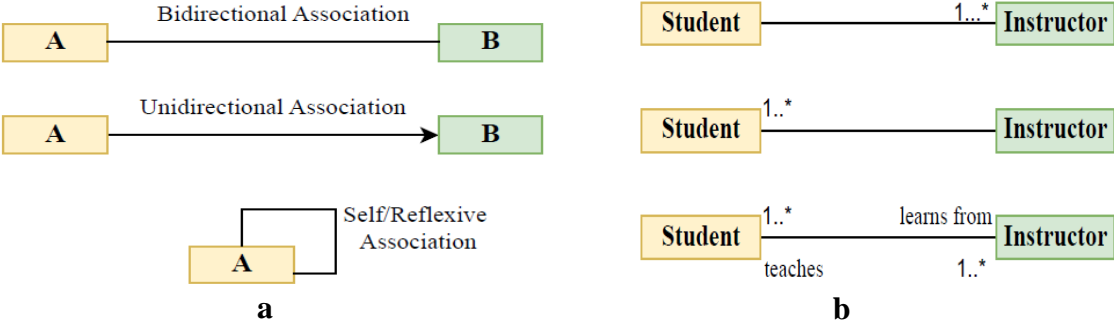 Bidirectional Association
A
B
Unidirectional Association
A
B
Self/Reflexive
Association
A
a
Student
1...*
Instructor
1..*
Student
Instructor
1..*
learns from
Student
Instructor
teaches
1..*
b